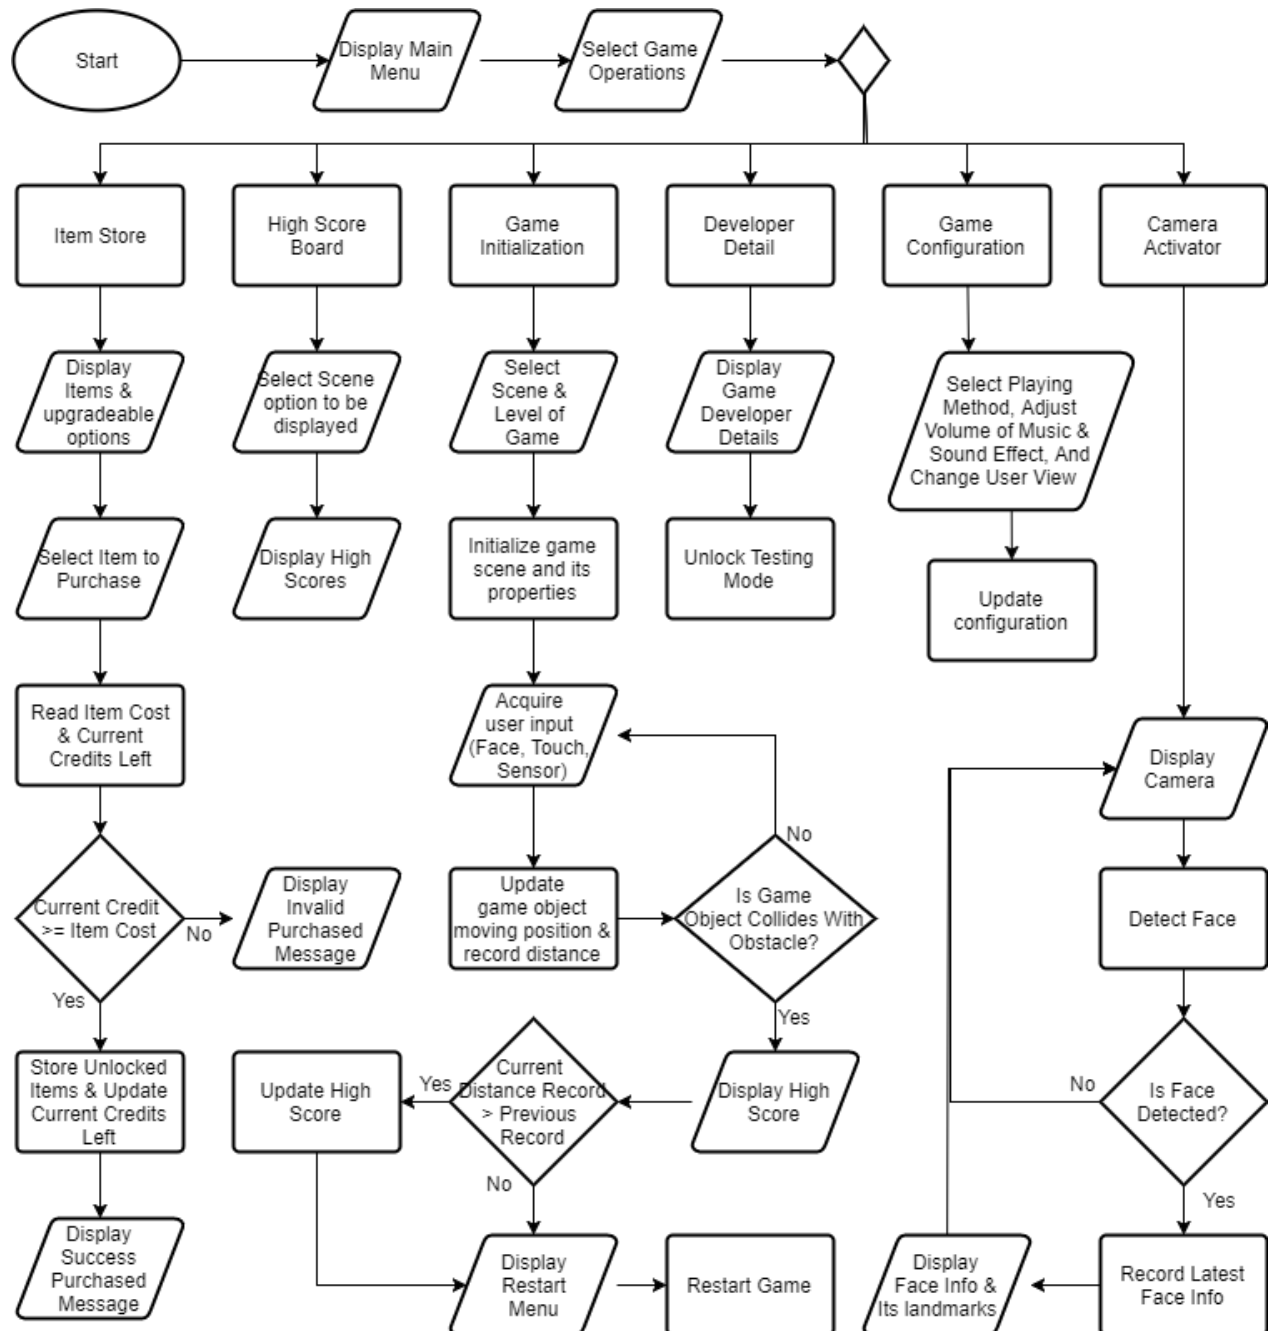 Start
Display Main
Menu
Select Game
Operations
Item Store
High Score
Board
Game
Initialization
Developer
Detail
Game
Configuration
Camera
Activator
Display
Items &
upgradeable
options
Select Scene
option to be
displayed
Select
Scene &
Level of
Game
Display
Game
Developer
Details
Select Playing
Method, Adjust
Volume of Music &
Sound Effect, And
Change User View
Select Item to
Purchase
Display High
Scores
Initialize game
scene and its
properties
Unlock Testing
Mode
Update
configuration
Read Item Cost
& Current
Credits Left
Acquire
user input
(Face, Touch,
Sensor)
Display
Camera
No
Current Credit
>= Item Cost
No
Display
Invalid
Purchased
Message
Update
game object
moving position &
record distance
Is Game
Object Collides With
Obstacle?
Detect Face
Yes
Yes
Store Unlocked
Items & Update
Current Credits
Left
Update High
Score
Yes
Current
Distance Record
> Previous
Record
Display High
Score
No
Is Face
Detected?
No
Yes
Display
Success
Purchased
Message
Display
Restart
Menu
Restart Game
Display
Face Info &
Its landmarks
Record Latest
Face Info